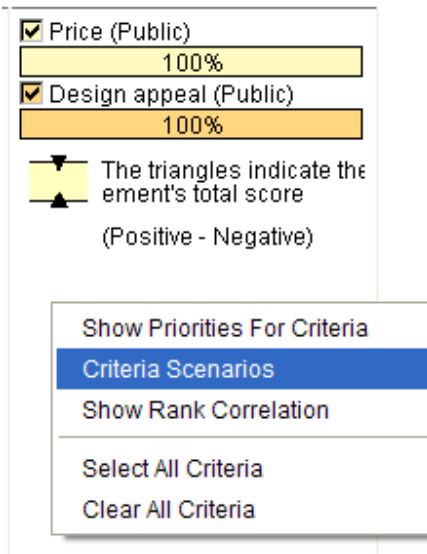 Price (Public)
100%
Design appeal (Public)
100%
The triangles indicate the
ement's total score
(Positive - Negative)
Show Priorities For Criteria
Criteria Scenarios
Show Rank Correlation
Select All Criteria
Clear All Criteria